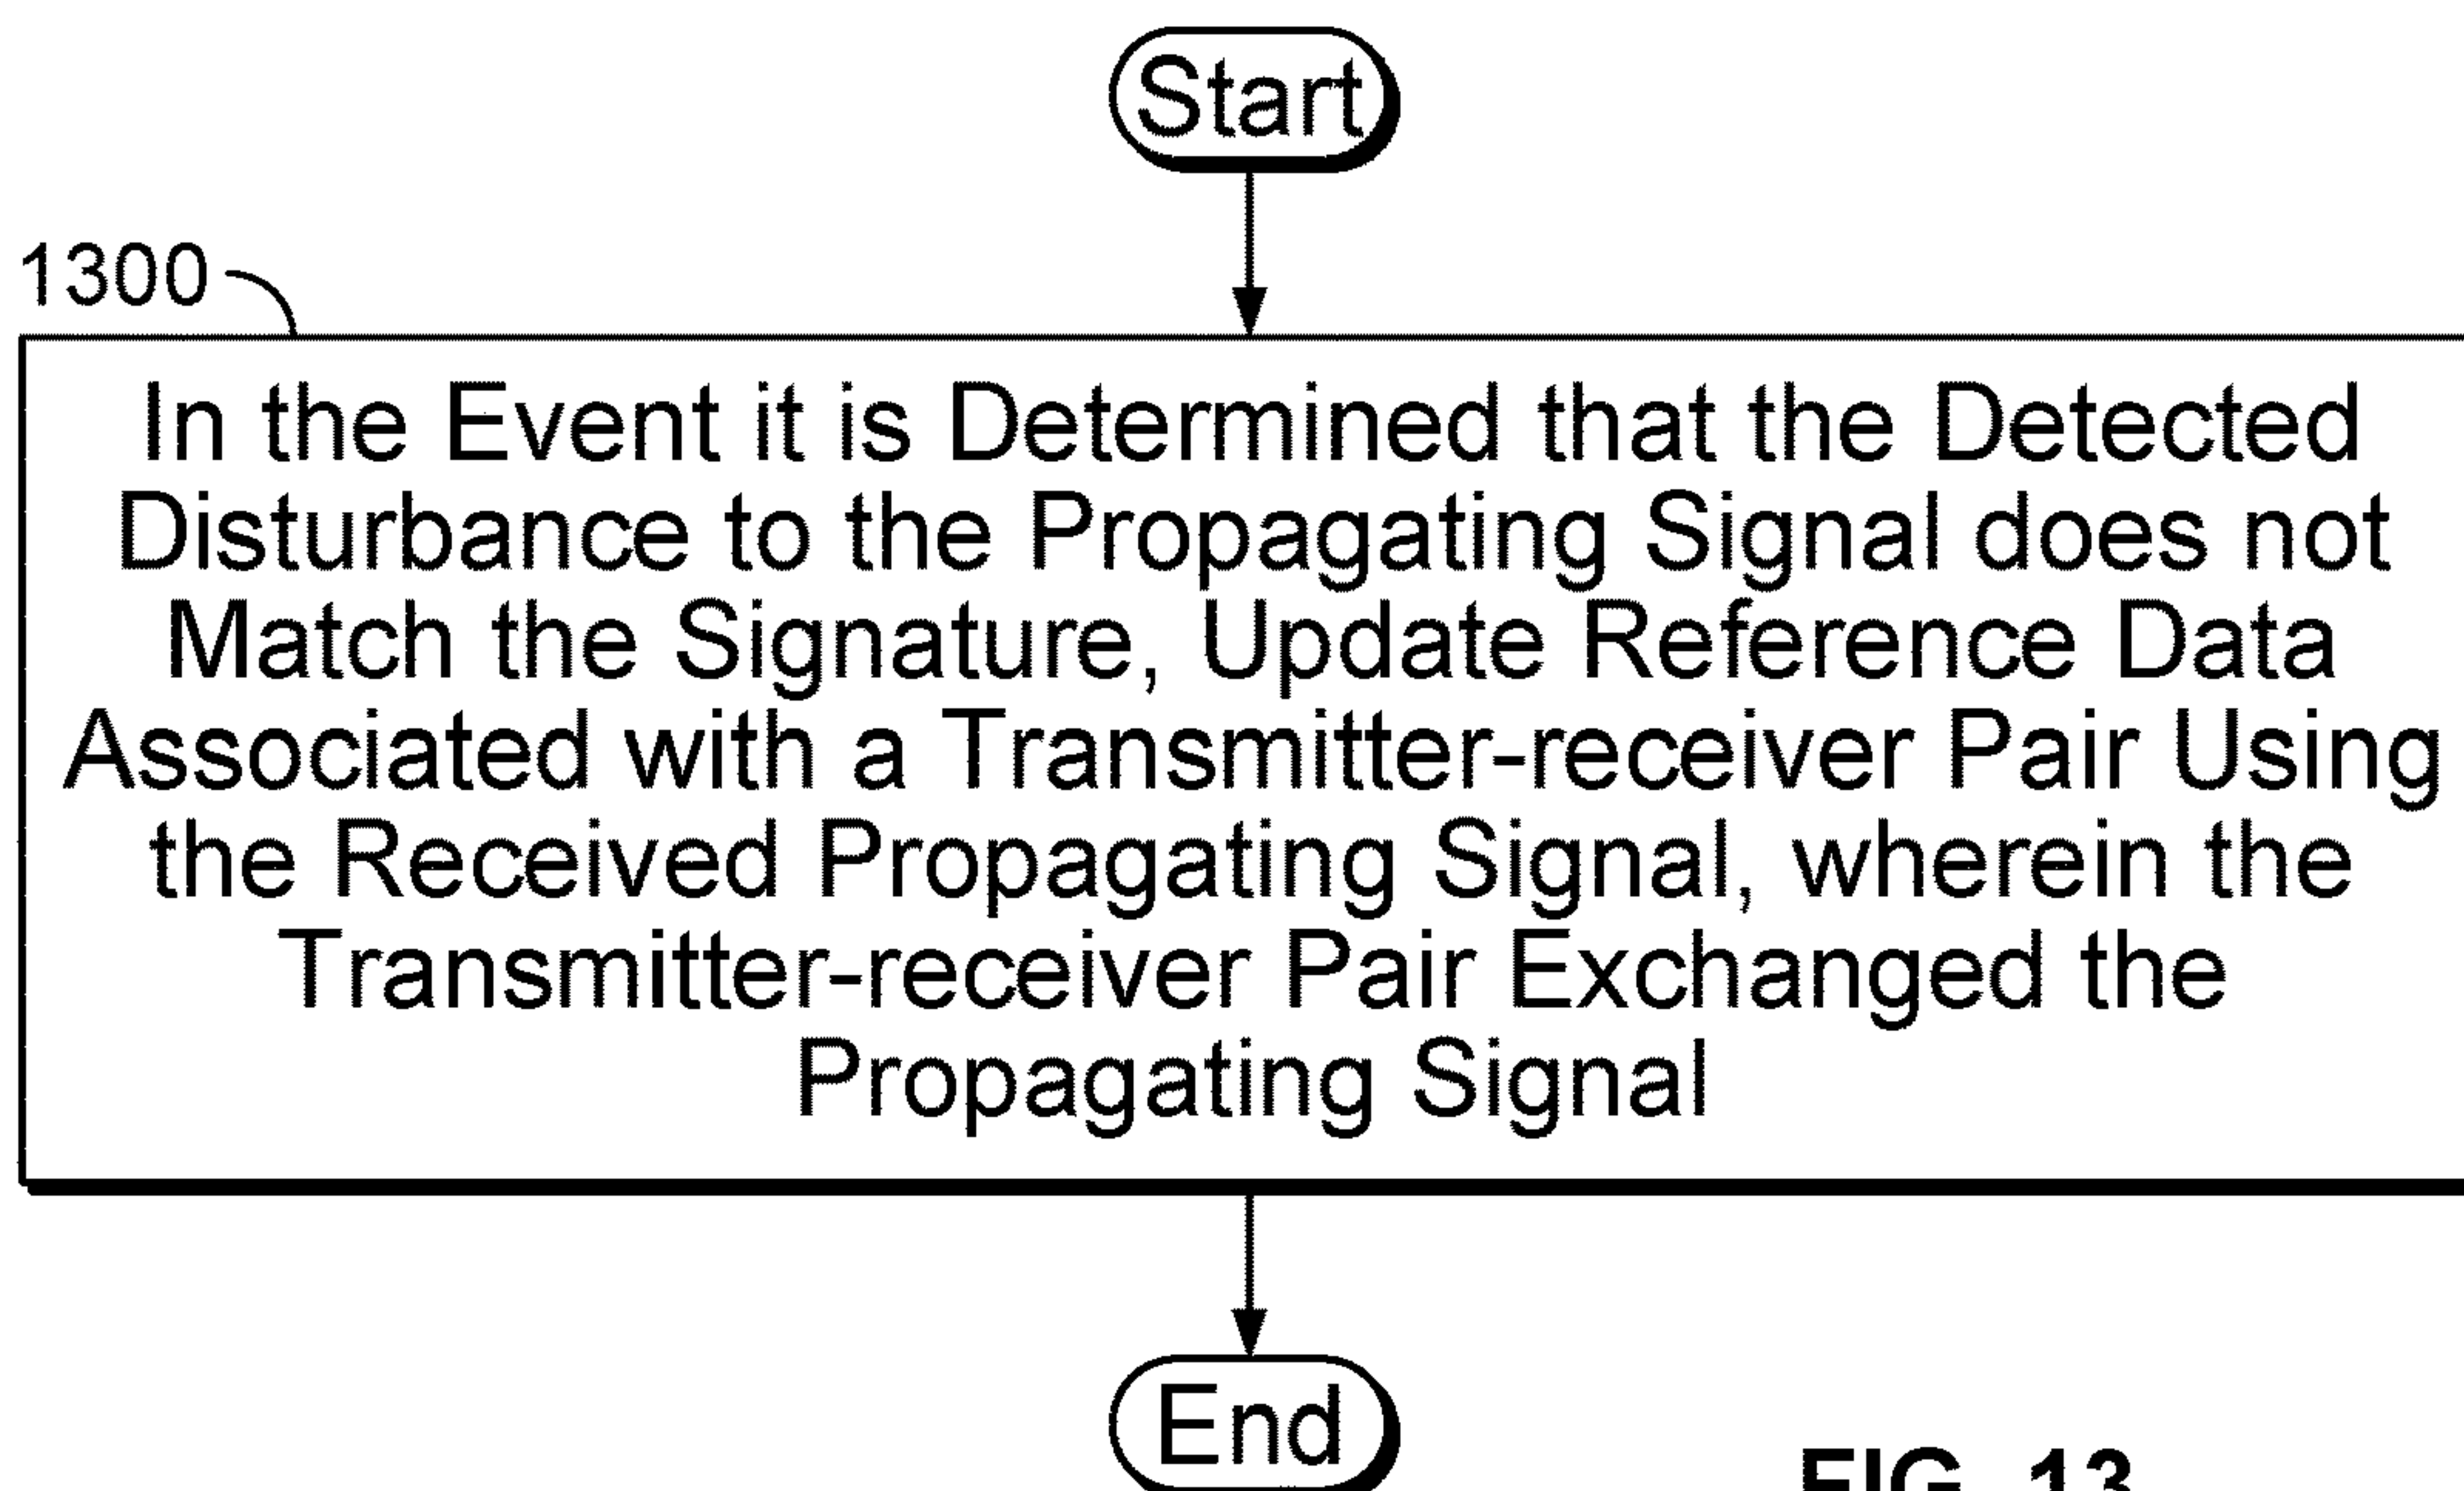 Start
1300
In the Event it is Determined that the Detected
Disturbance to the Propagating Signal does not
Match the Signature, Update Reference Data
Associated with a Transmitter-receiver Pair Using
the Received Propagating Signal, wherein the
Transmitter-receiver Pair Exchanged the
Propagating Signal
End
FIG. 13